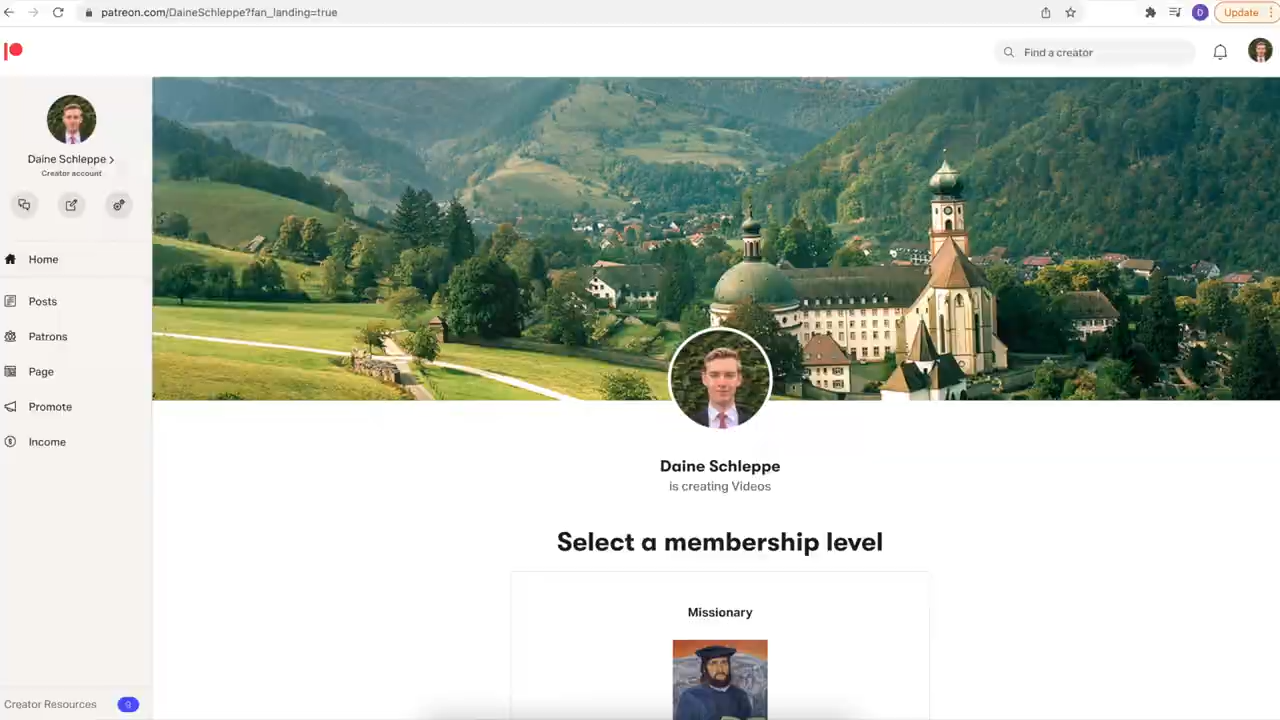 patreon.com/DaineSchleppe?fan_landing=true
D
Update
Find a creator
Daine Schleppe
Creator account
Home
Posts
Patrons
Page
Promote
Income
Creator Resources
9
Daine Schleppe
is creating Videos
Select a membership level
Missionary